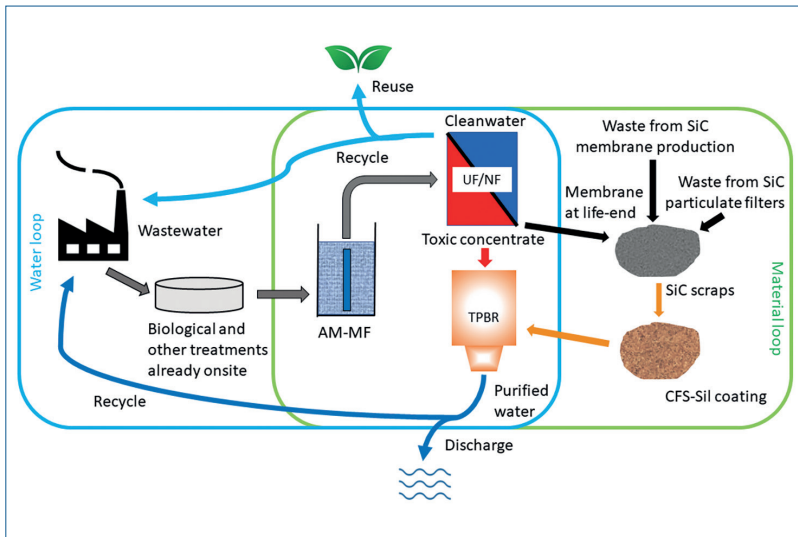 Reuse
Cleanwater
Recycle
UF/NF
Waste from SiC
membrane production
Membrane
at life-end
Waste from SiC
particulate filters
Water loop
Wastewater
Toxic concentrate
Material loop
SiC scraps
TPBR
Biological and
other treatments
already onsite
AM-MF
CFS-Sil coating
Recycle
Purified
water
Discharge